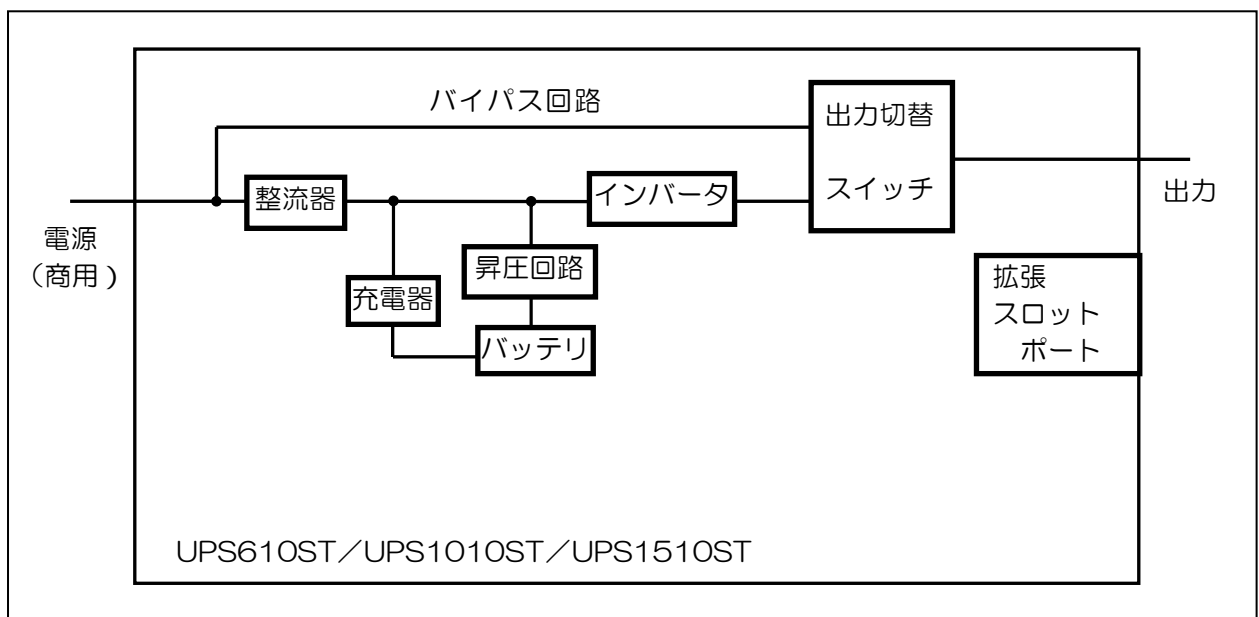 バイパス回路
出力切替
スイッチ
整流器
インバータ
出力
電源
（商用）
昇圧回路
充電器
バッテリ
拡張
スロット
ポート
UPS610ST／UPS1010ST／UPS1510ST